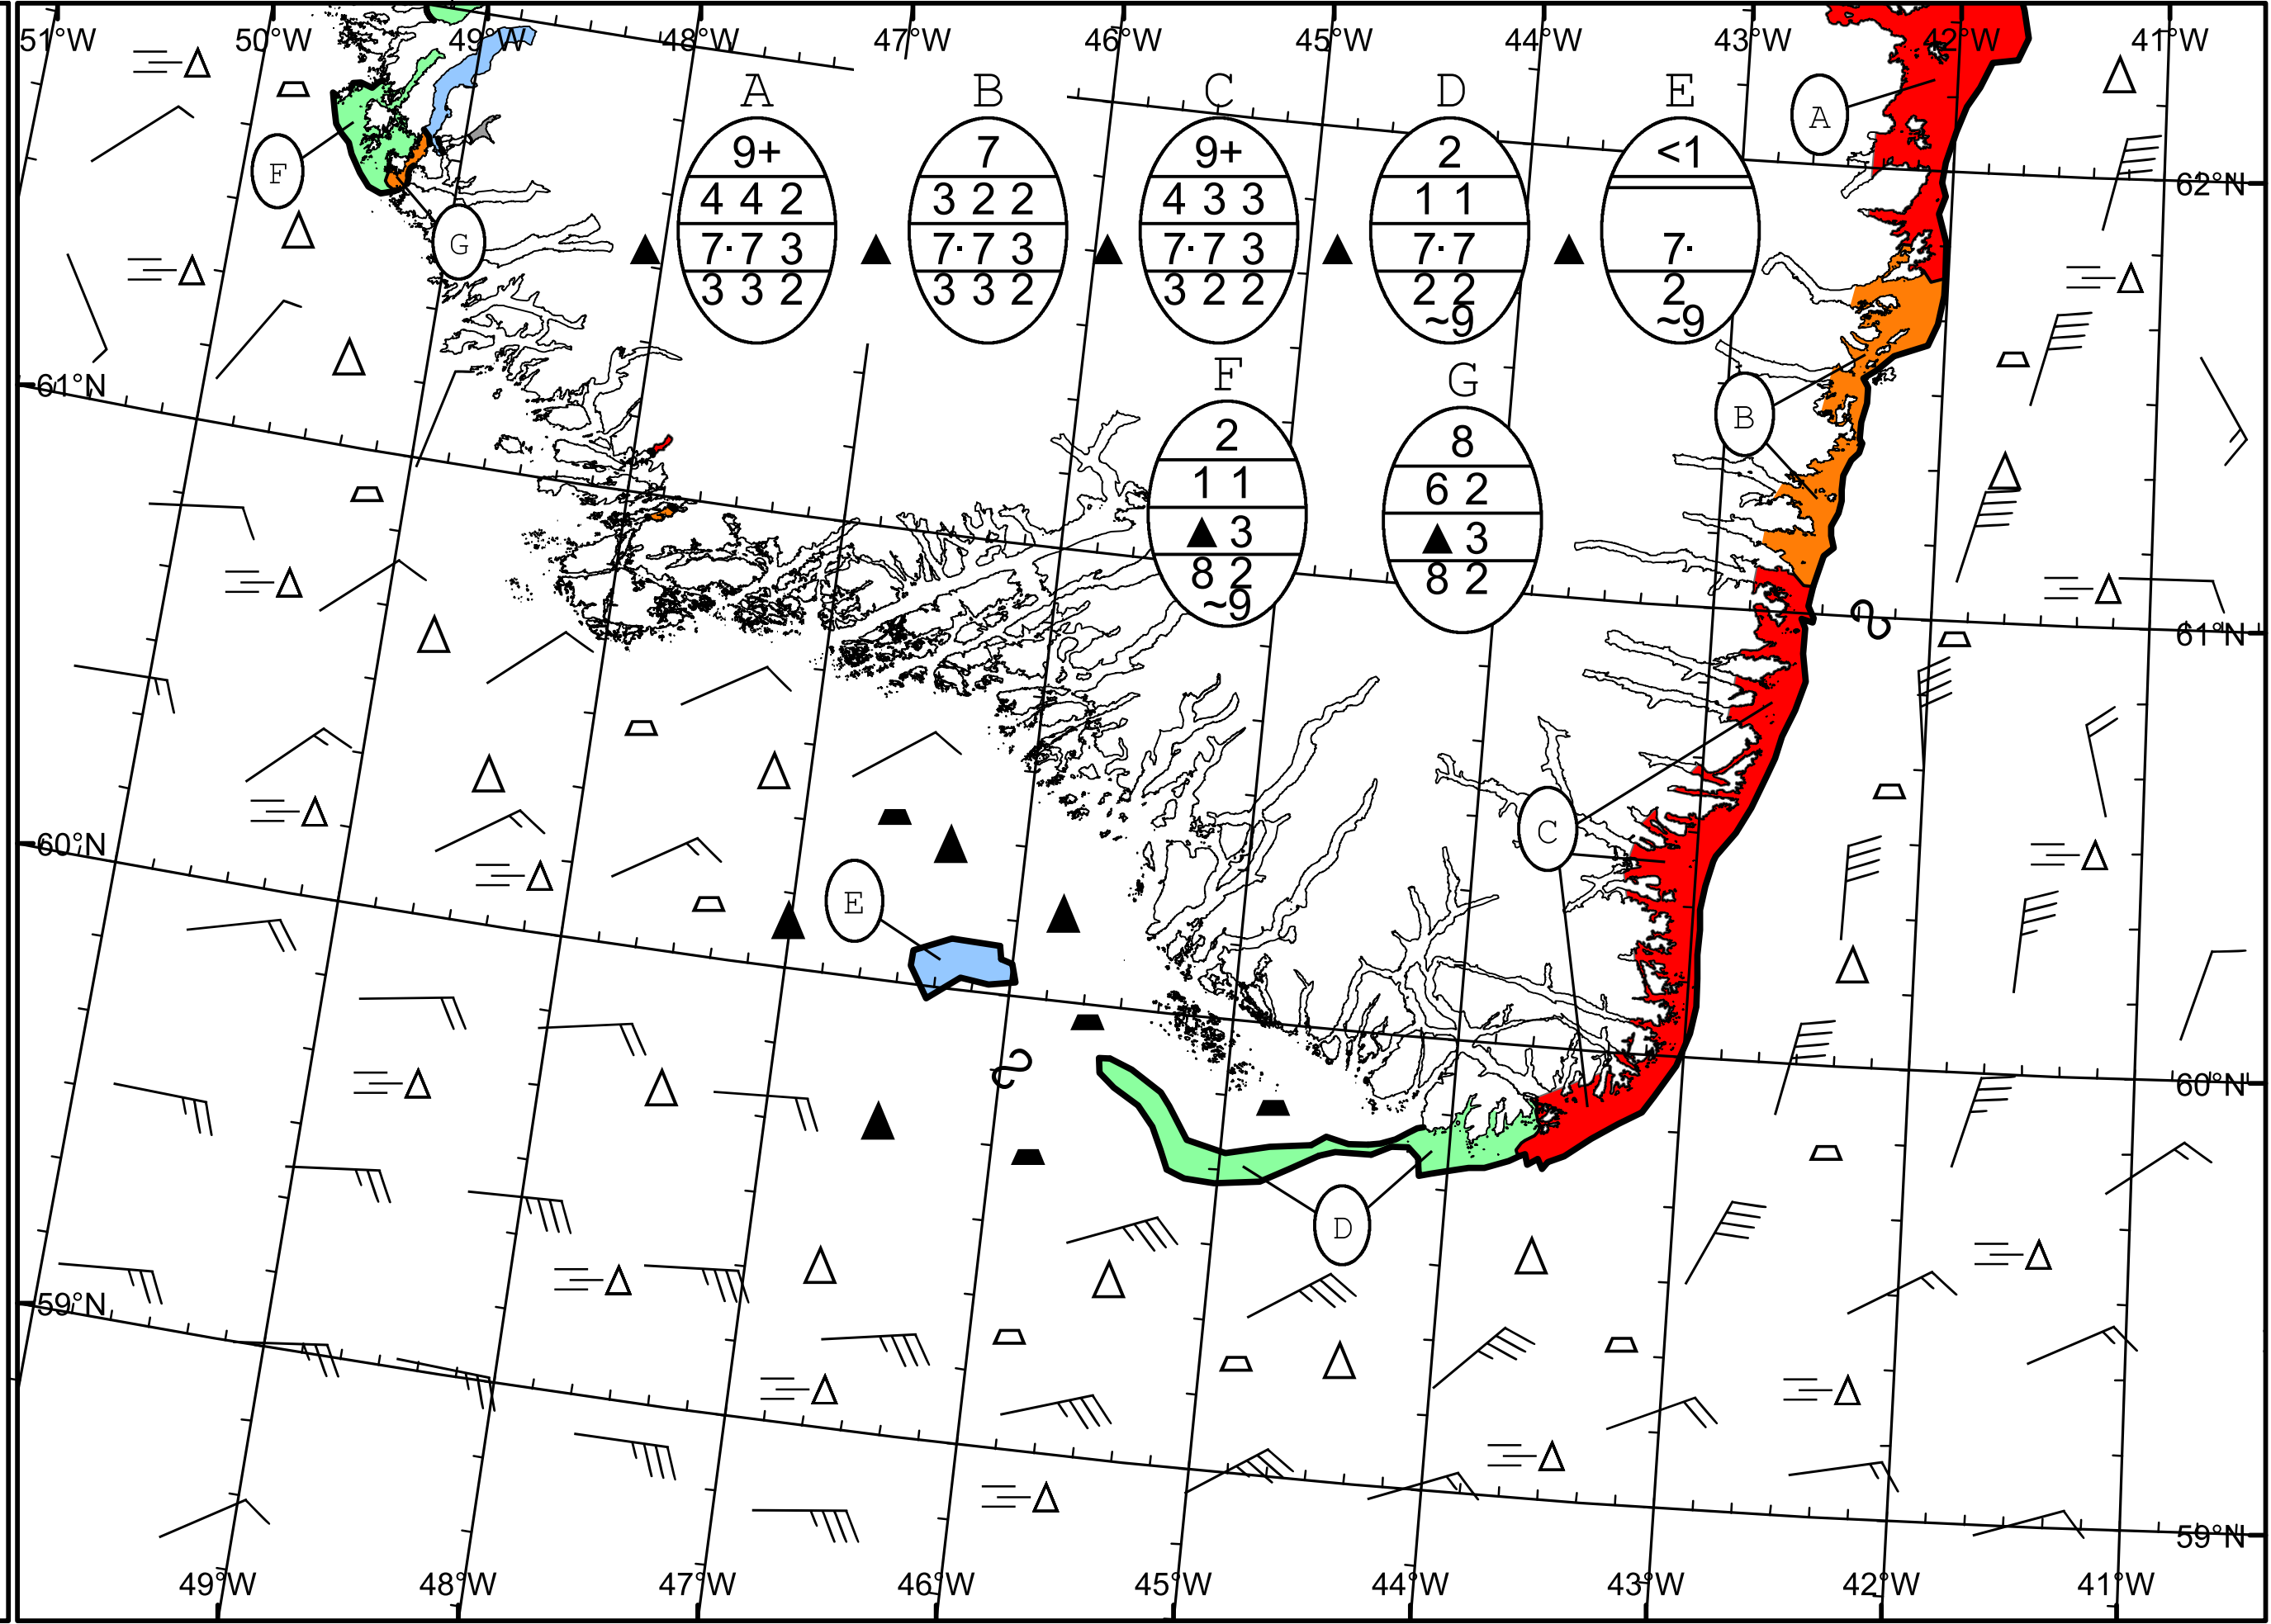 51°W 50°W 49°W 48°W 47°W 46°W 45°W 44°W 43°W 42°W 41°W
A B C D E
9+ 7 9+ 2 <1
4 4 2 3 2 2 4 3 3 1 1
7· 7 3 7· 7 3 7· 7 3 7· 7 7·
3 3 2 3 3 2 3 2 2 2 2 2
~9 ~9
A
F
62°N
G
61°N
F G
2 8
1 1 6 2
▲ 3 ▲ 3
8 2 8 2
~9
B
61°N
60°N
C
E
60°N
D
59°N
59°N
49°W 48°W 47°W 46°W 45°W 44°W 43°W 42°W 41°W